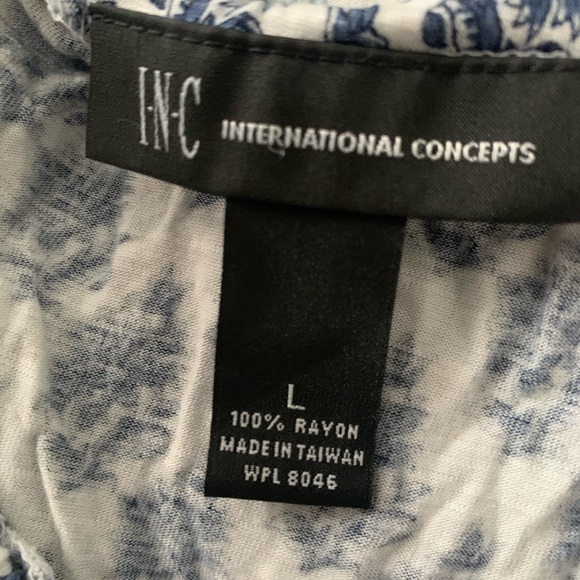 I·N·C INTERNATIONAL CONCEPTS
L
100% RAYON
MADE IN TAIWAN
WPL 8046